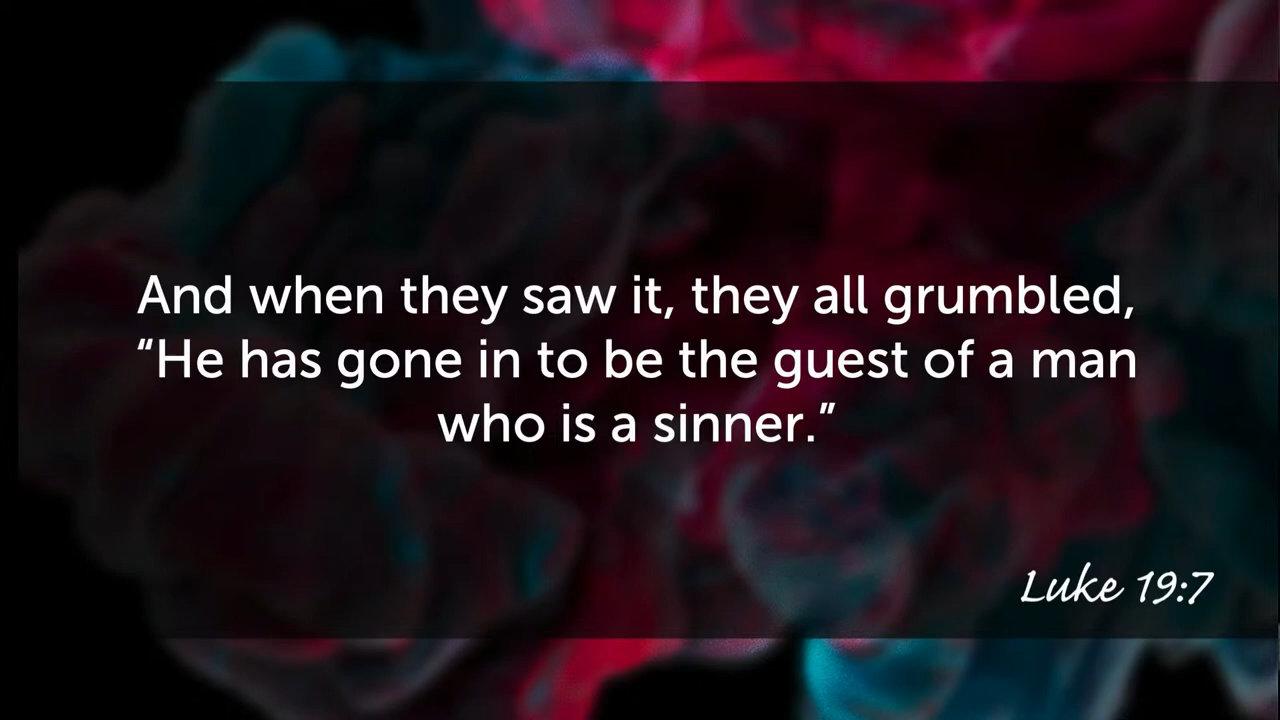 And when they saw it, they all grumbled,
“He has gone in to be the guest of a man
who is a sinner.”
Luke 19:7